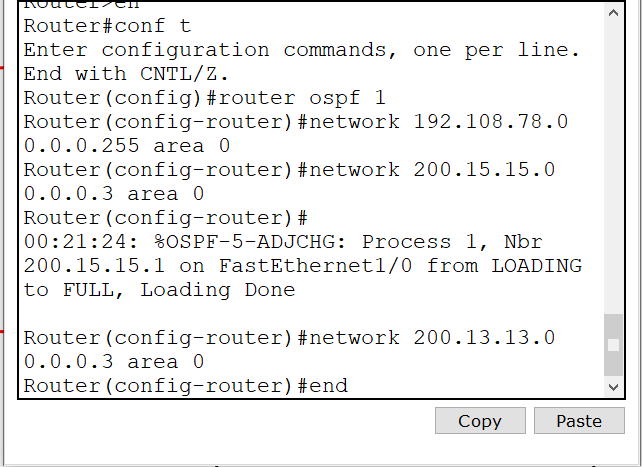 Router>en
Router#conf t
Enter configuration commands, one per line.
End with CNTL/Z.
Router(config)#router ospf 1
Router(config-router)#network 192.108.78.0
0.0.0.255 area 0
Router(config-router)#network 200.15.15.0
0.0.0.3 area 0
Router(config-router)#
00:21:24: %OSPF-5-ADJCHG: Process 1, Nbr
200.15.15.1 on FastEthernet1/0 from LOADING
to FULL, Loading Done
Router(config-router)#network 200.13.13.0
0.0.0.3 area 0
Router(config-router)#end
Copy Paste